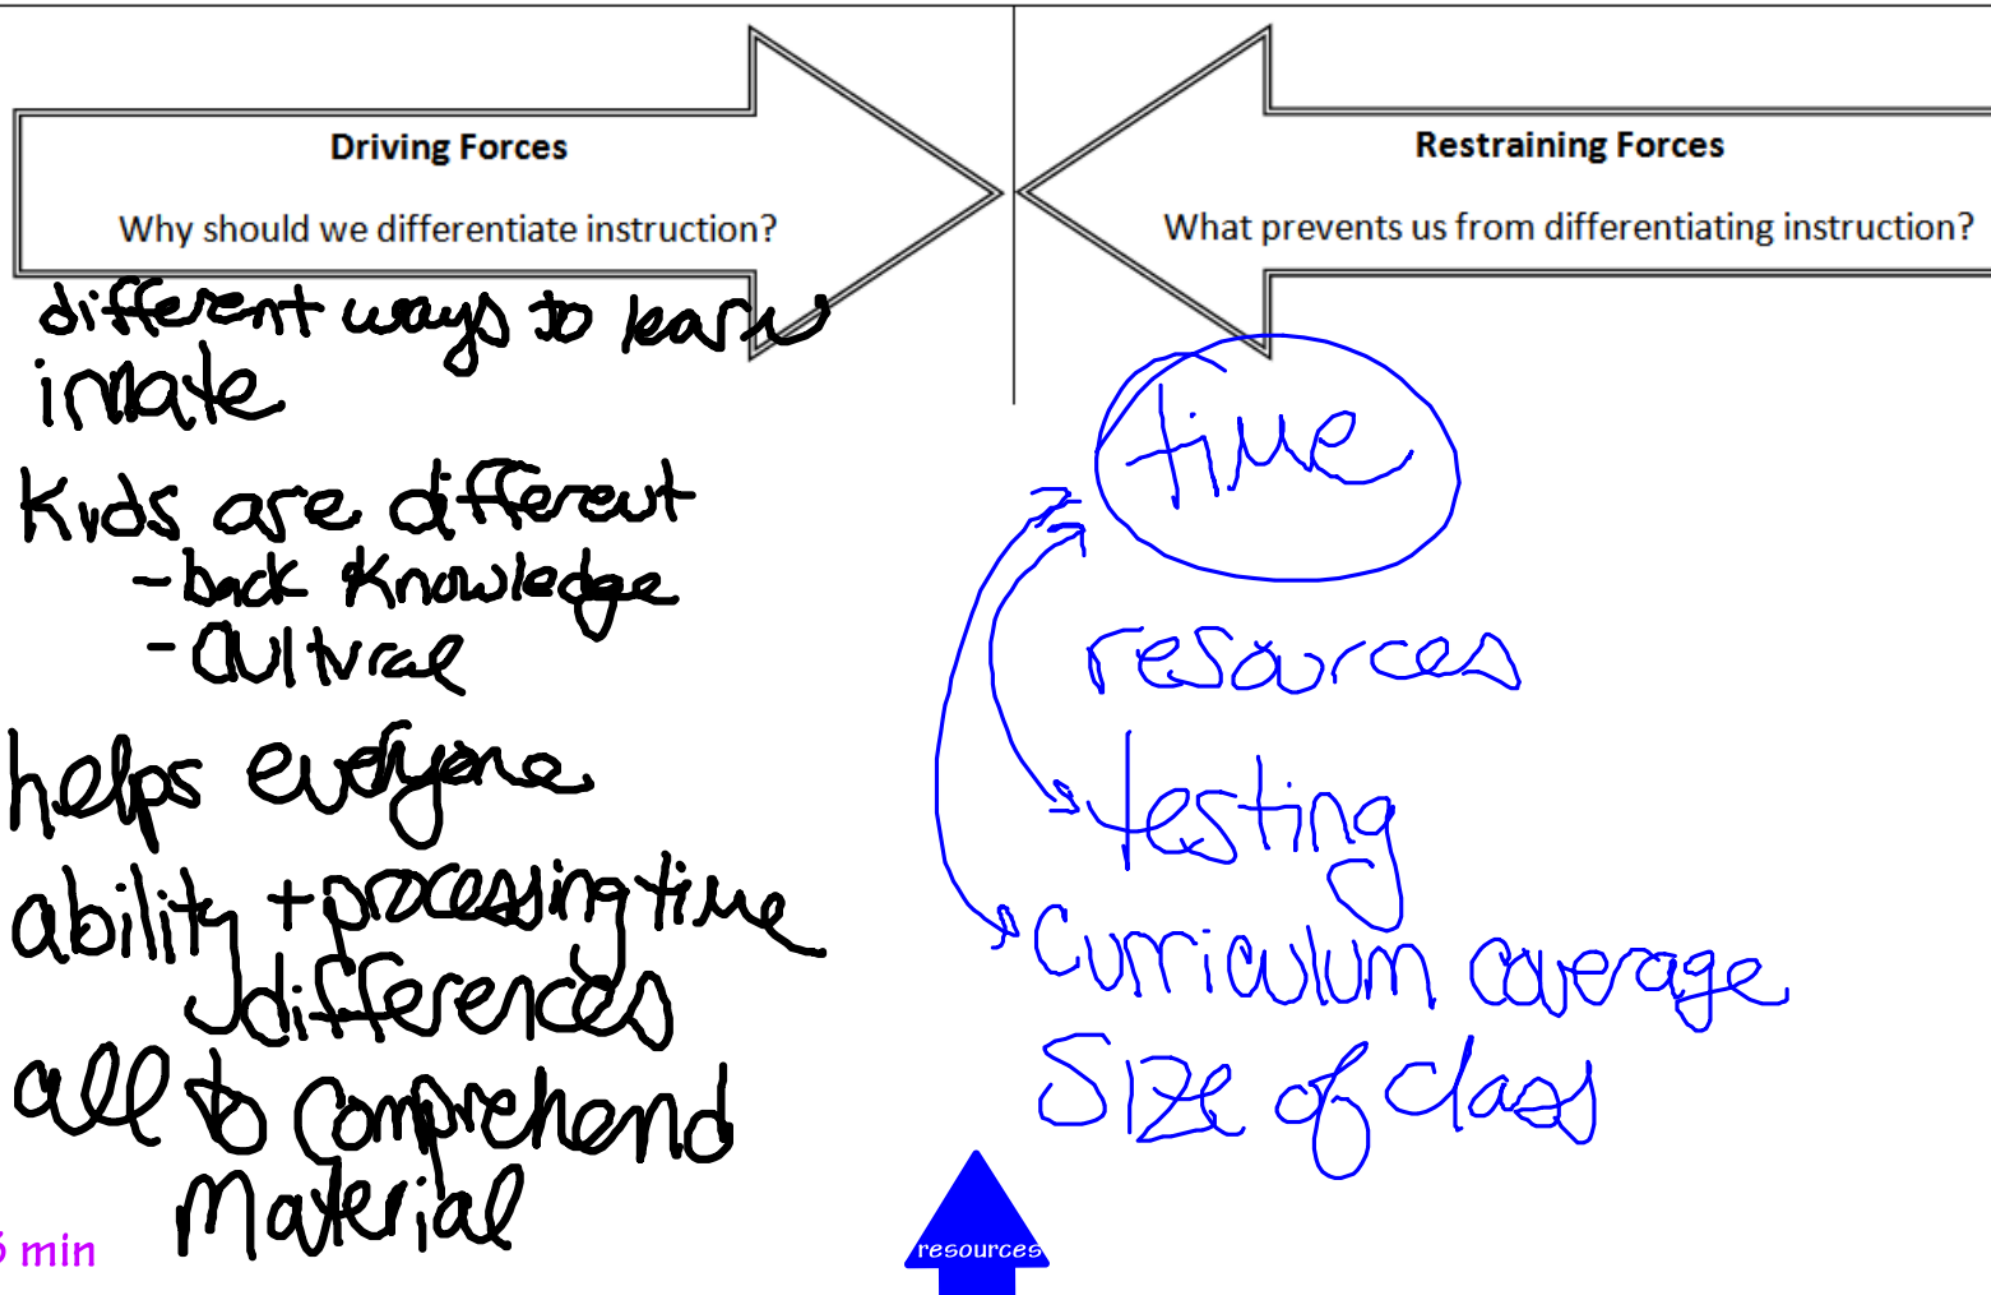 Driving Forces
Why should we differentiate instruction?
different ways to learn
innate
Kids are different
- back Knowledge
- Cultural
helps everyone
ability + processing time
differences
all to comprehend
Material
min
Restraining Forces
What prevents us from differentiating instruction?
time
resources
testing
Curriculum coverage
Size of class
resources